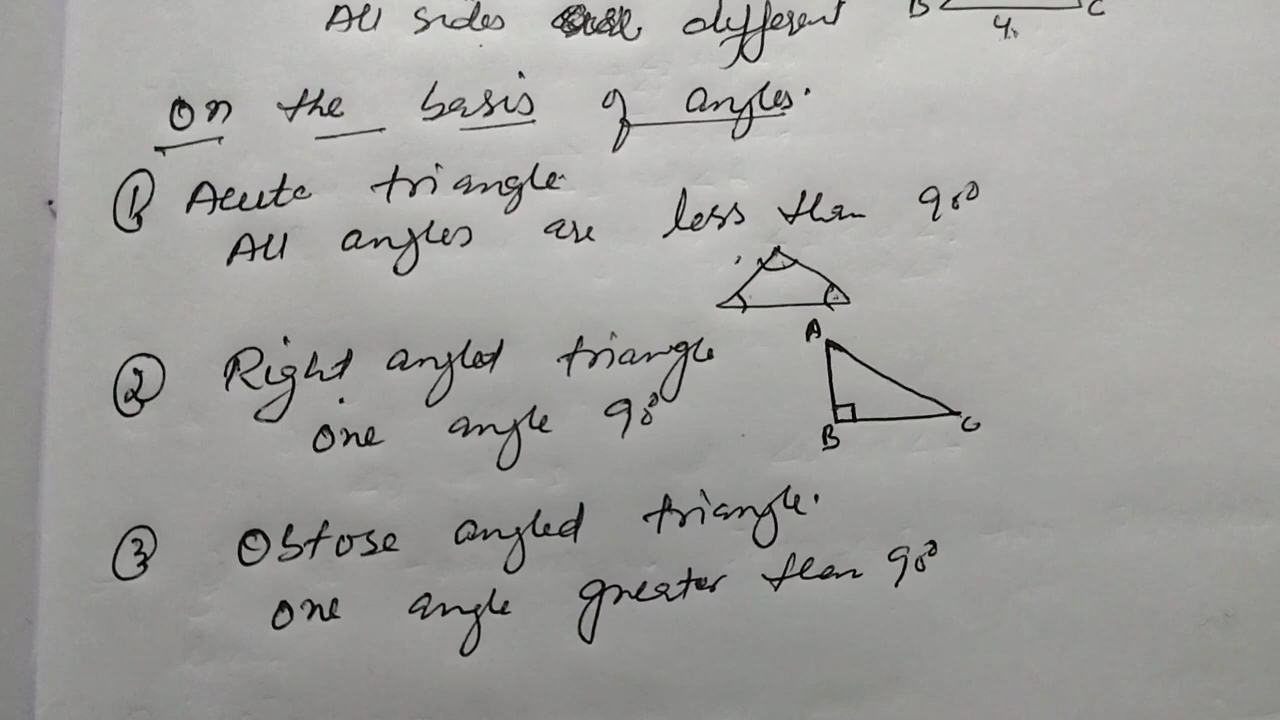 All sides different
B C
4
On the basis of angles.
① Acute triangle
All angles are less than 90°
② Right angled triangle
A
one angle 90°
B C
③ Obtose angled triangle.
one angle greater than 90°